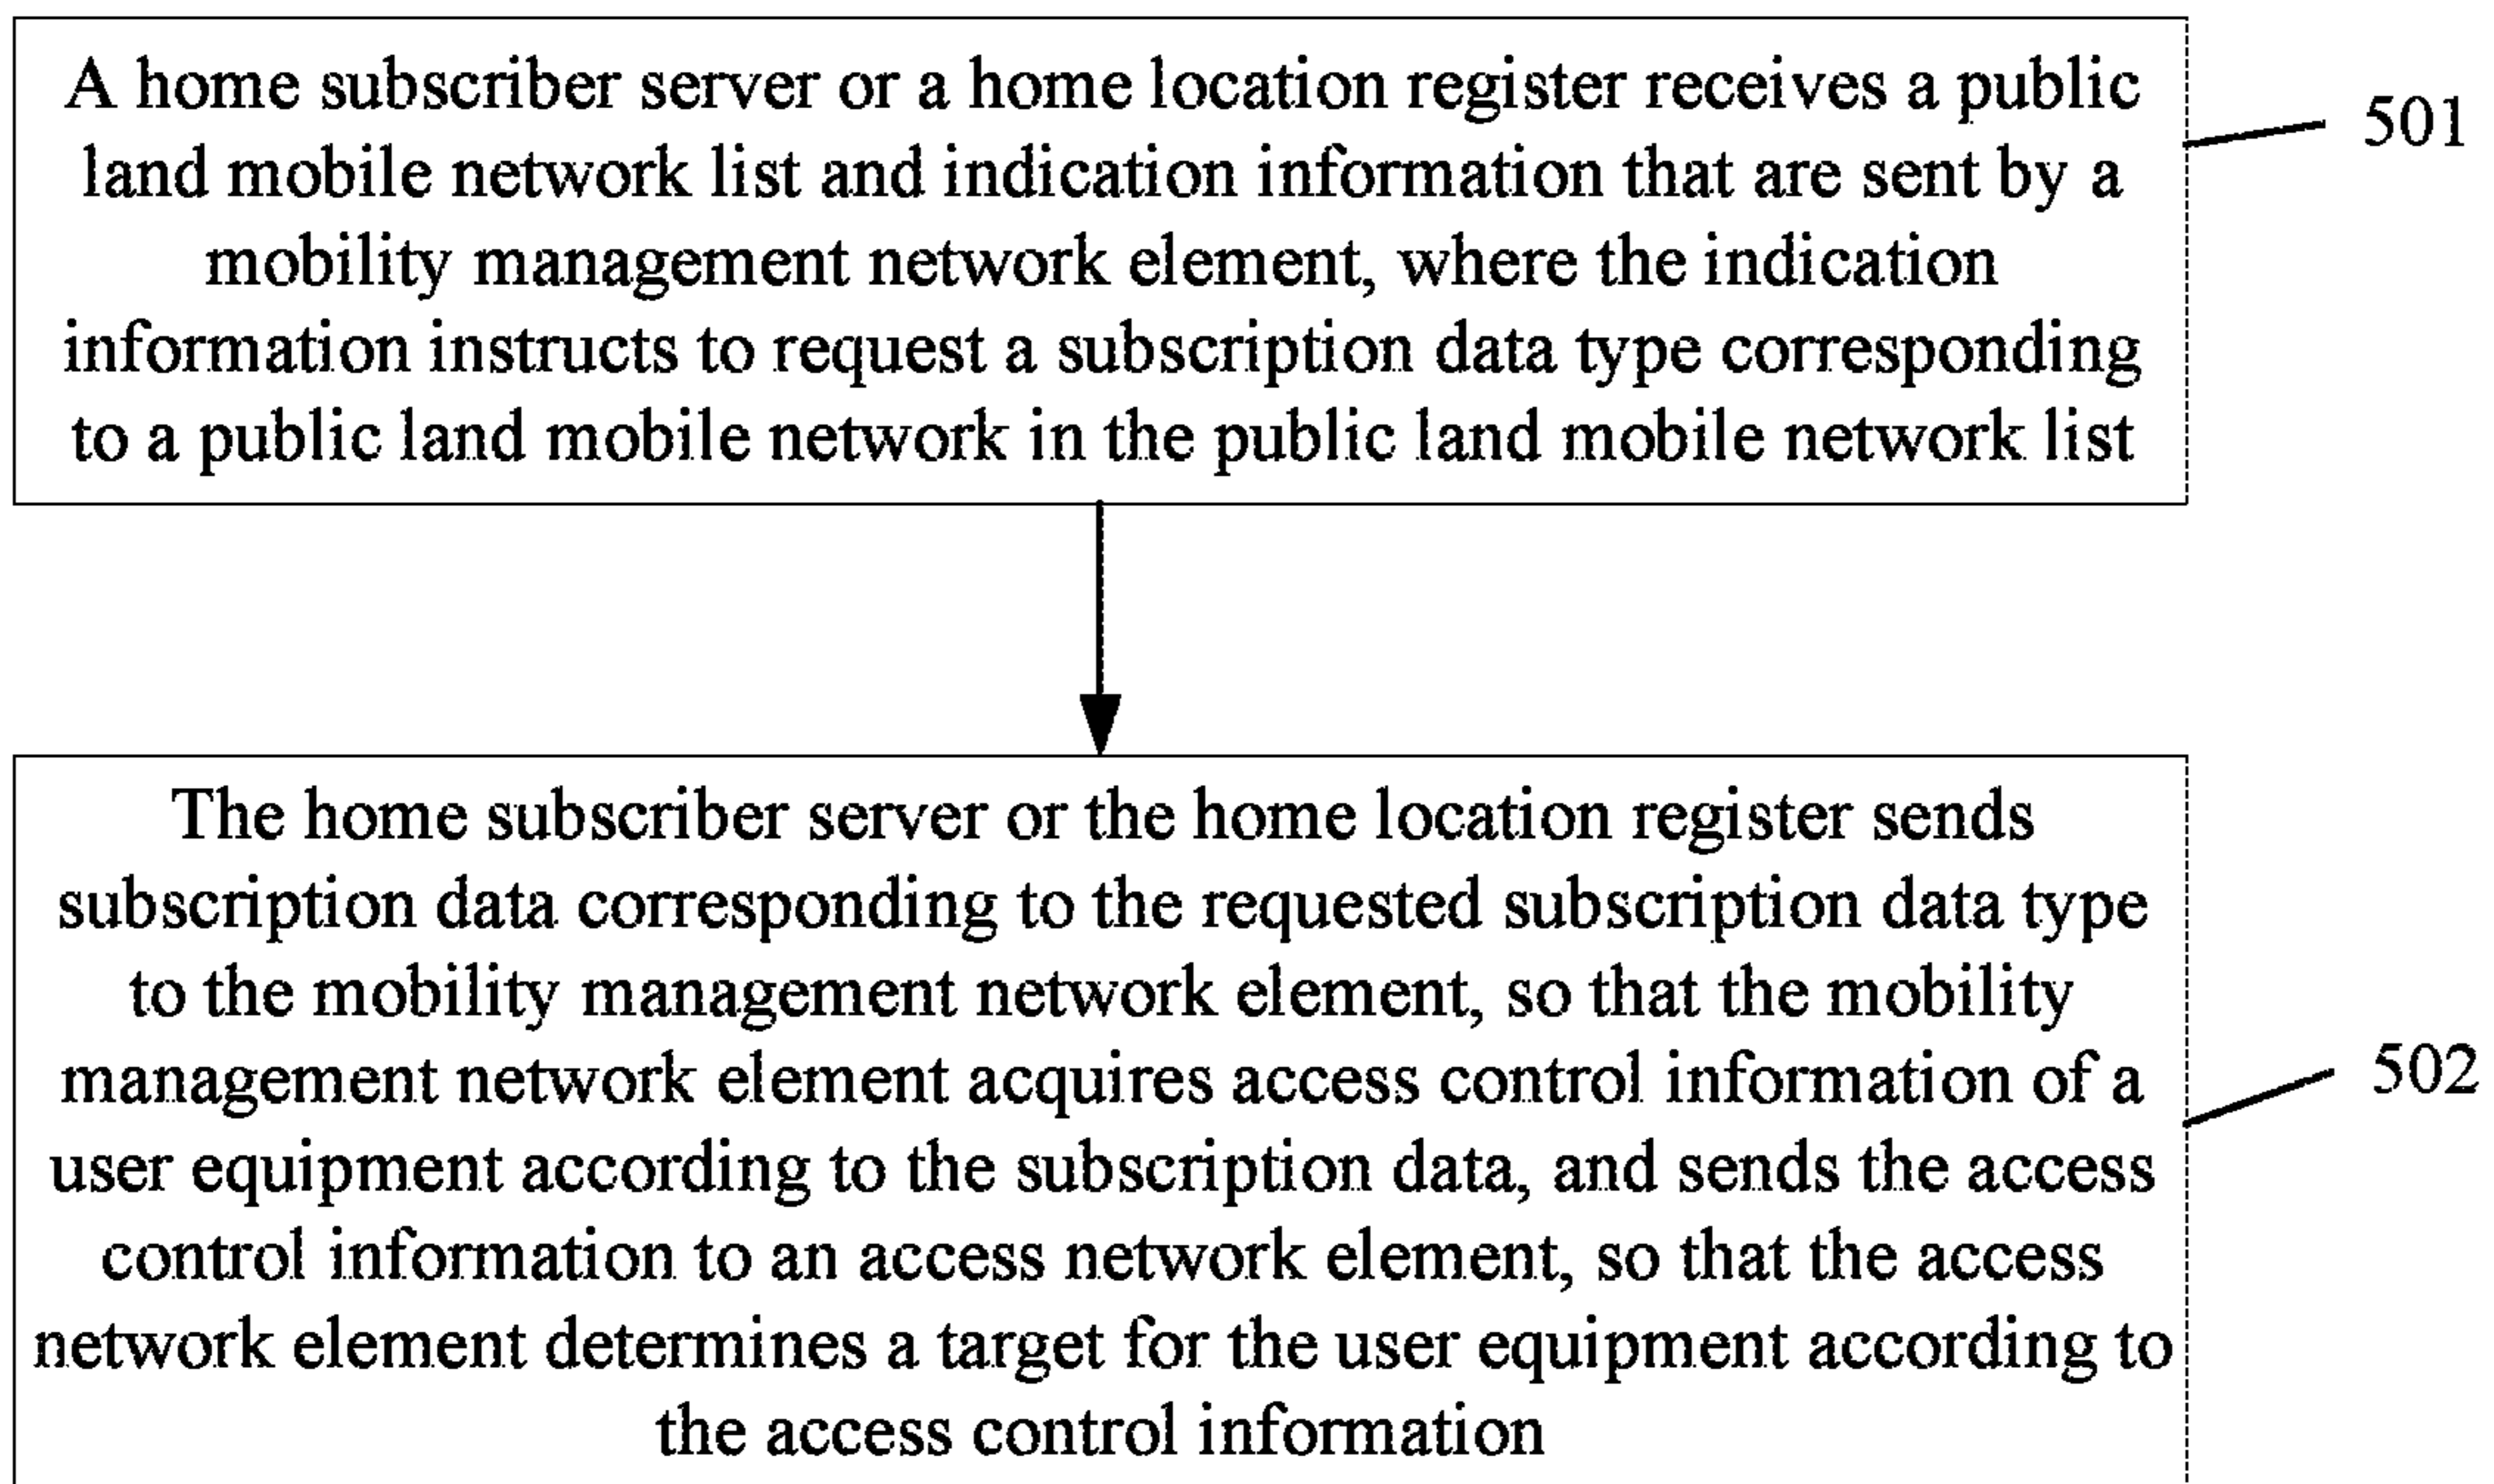 A home subscriber server or a home location register receives a public
land mobile network list and indication information that are sent by a
mobility management network element, where the indication
information instructs to request a subscription data type corresponding
to a public land mobile network in the public land mobile network list
501
The home subscriber server or the home location register sends
subscription data corresponding to the requested subscription data type
to the mobility management network element, so that the mobility
management network element acquires access control information of a
user equipment according to the subscription data, and sends the access
control information to an access network element, so that the access
network element determines a target for the user equipment according to
the access control information
502